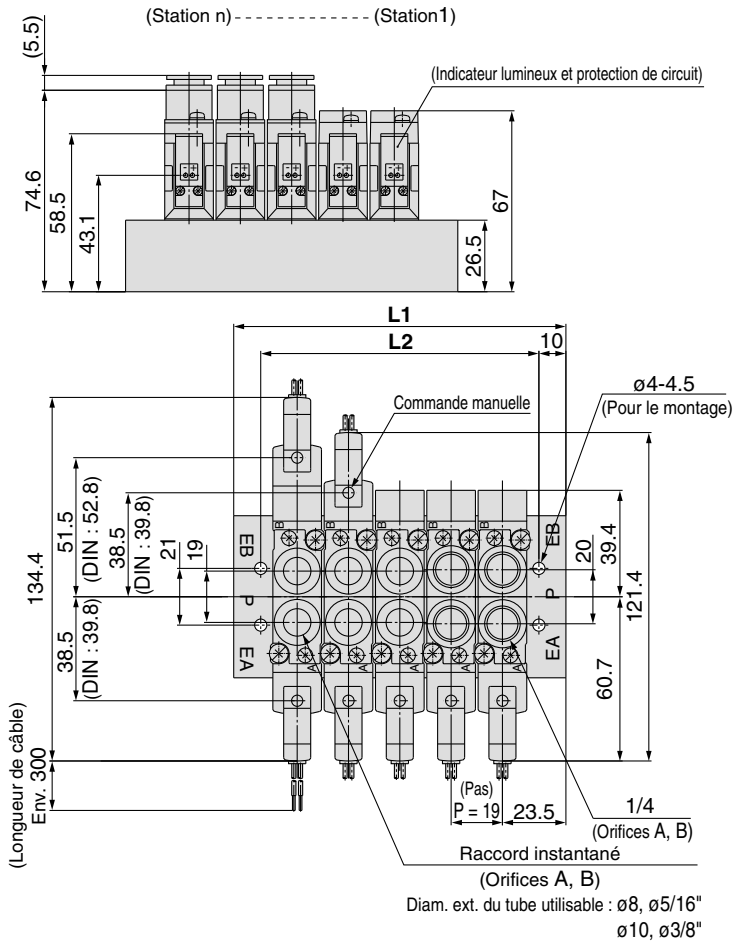 (Station n) (Station1)
(5.5)
(Indicateur lumineux et protection de circuit)
74.6
58.5
43.1
67
26.5
L1
L2
10
ø4-4.5
(Pour le montage)
Commande manuelle
134.4
51.5
(DIN : 52.8)
38.5
(DIN : 39.8)
21
19
38.5
(DIN : 39.8)
EB
P
EA
B B B B B
A A A A A
EB
P
EA
20
39.4
121.4
60.7
(Longueur de câble)
Env. 300
(Pas)
P = 19
23.5
1/4
(Orifices A, B)
Raccord instantané
(Orifices A, B)
Diam. ext. du tube utilisable : ø8, ø5/16"
ø10, ø3/8"